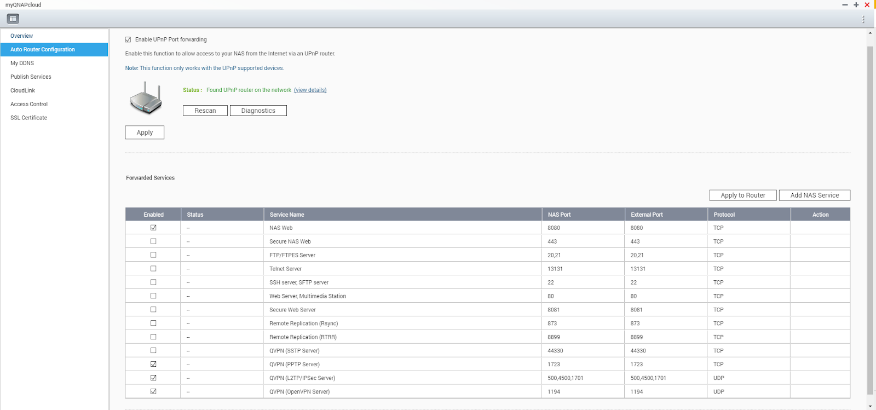 myQNAPcloud
Overview
Auto Router Configuration
My DDNS
Publish Services
CloudLink
Access Control
SSL Certificate
Enable UPnP Port forwarding
Enable this function to allow access to your NAS from the Internet via an UPnP router.
Note: This function only works with the UPnP supported devices.
Status : Found UPnP router on the network (view details)
Rescan Diagnostics
Apply
Forwarded Services
Apply to Router Add NAS Service
Enabled Status Service Name NAS Port External Port Protocol Action
-- NAS Web 8080 8080 TCP
-- Secure NAS Web 443 443 TCP
-- FTP/FTPES Server 20,21 20,21 TCP
-- Telnet Server 13131 13131 TCP
-- SSH server, SFTP server 22 22 TCP
-- Web Server, Multimedia Station 80 80 TCP
-- Secure Web Server 8081 8081 TCP
-- Remote Replication (Rsync) 873 873 TCP
-- Remote Replication (RTRR) 8899 8899 TCP
-- QVPN (SSTP Server) 44330 44330 TCP
-- QVPN (PPTP Server) 1723 1723 TCP
-- QVPN (L2TP/IPSec Server) 500,4500,1701 500,4500,1701 UDP
-- QVPN (OpenVPN Server) 1194 1194 UDP